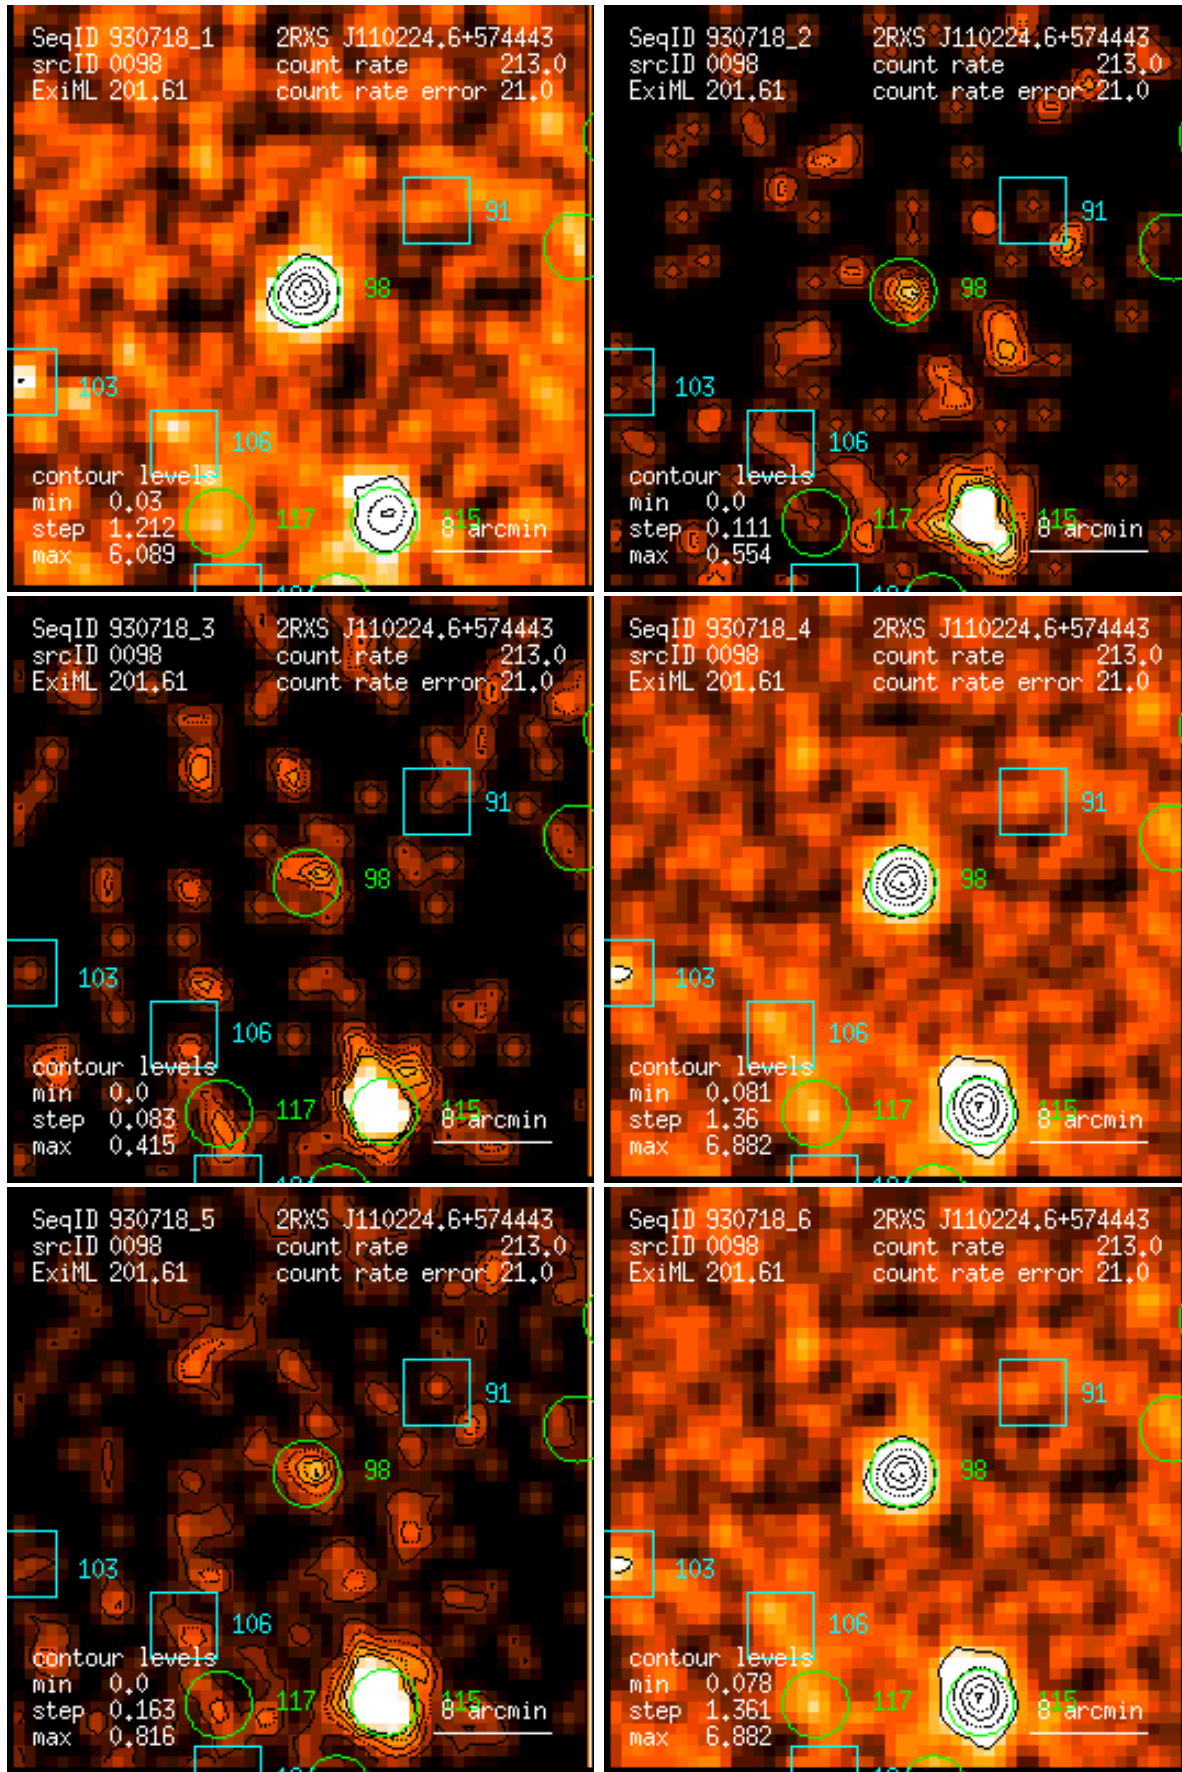 SeqID 930718_1 2RXS J110224.6+574443
srcID 0098 count rate 213.0
ExiML 201.61 count rate error 21.0
91
98
103
106
contour levels
min 0.03
step 1.212
max 6.089
117
115
8 arcmin
SeqID 930718_2 2RXS J110224.6+574443
srcID 0098 count rate 213.0
ExiML 201.61 count rate error 21.0
91
98
103
106
contour levels
min 0.0
step 0.111
max 0.554
117
115
8 arcmin
SeqID 930718_3 2RXS J110224.6+574443
srcID 0098 count rate 213.0
ExiML 201.61 count rate error 21.0
91
98
103
106
contour levels
min 0.0
step 0.083
max 0.415
117
115
8 arcmin
SeqID 930718_4 2RXS J110224.6+574443
srcID 0098 count rate 213.0
ExiML 201.61 count rate error 21.0
91
98
103
106
contour levels
min 0.081
step 1.36
max 6.882
117
115
8 arcmin
SeqID 930718_5 2RXS J110224.6+574443
srcID 0098 count rate 213.0
ExiML 201.61 count rate error 21.0
91
98
103
106
contour levels
min 0.0
step 0.163
max 0.816
117
115
8 arcmin
SeqID 930718_6 2RXS J110224.6+574443
srcID 0098 count rate 213.0
ExiML 201.61 count rate error 21.0
91
98
103
106
contour levels
min 0.078
step 1.361
max 6.882
117
115
8 arcmin